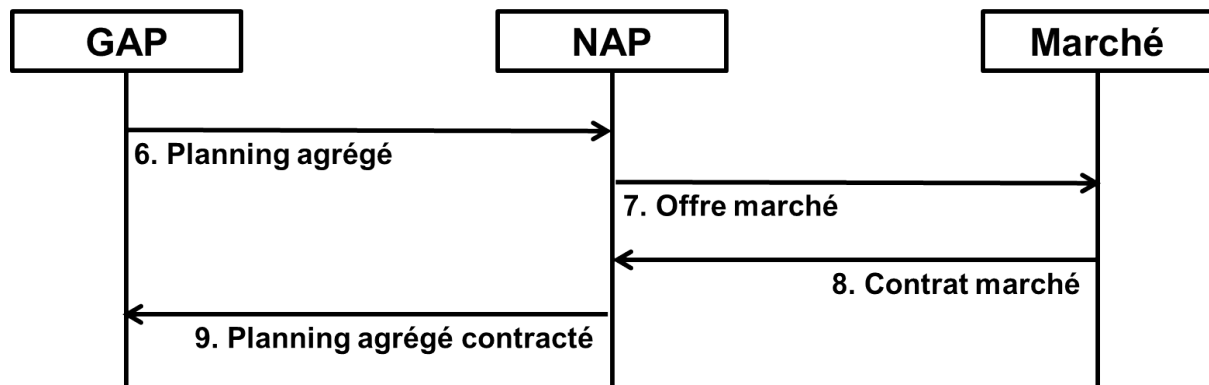 GAP
NAP
Marché
6. Planning agrégé
7. Offre marché
8. Contrat marché
9. Planning agrégé contracté